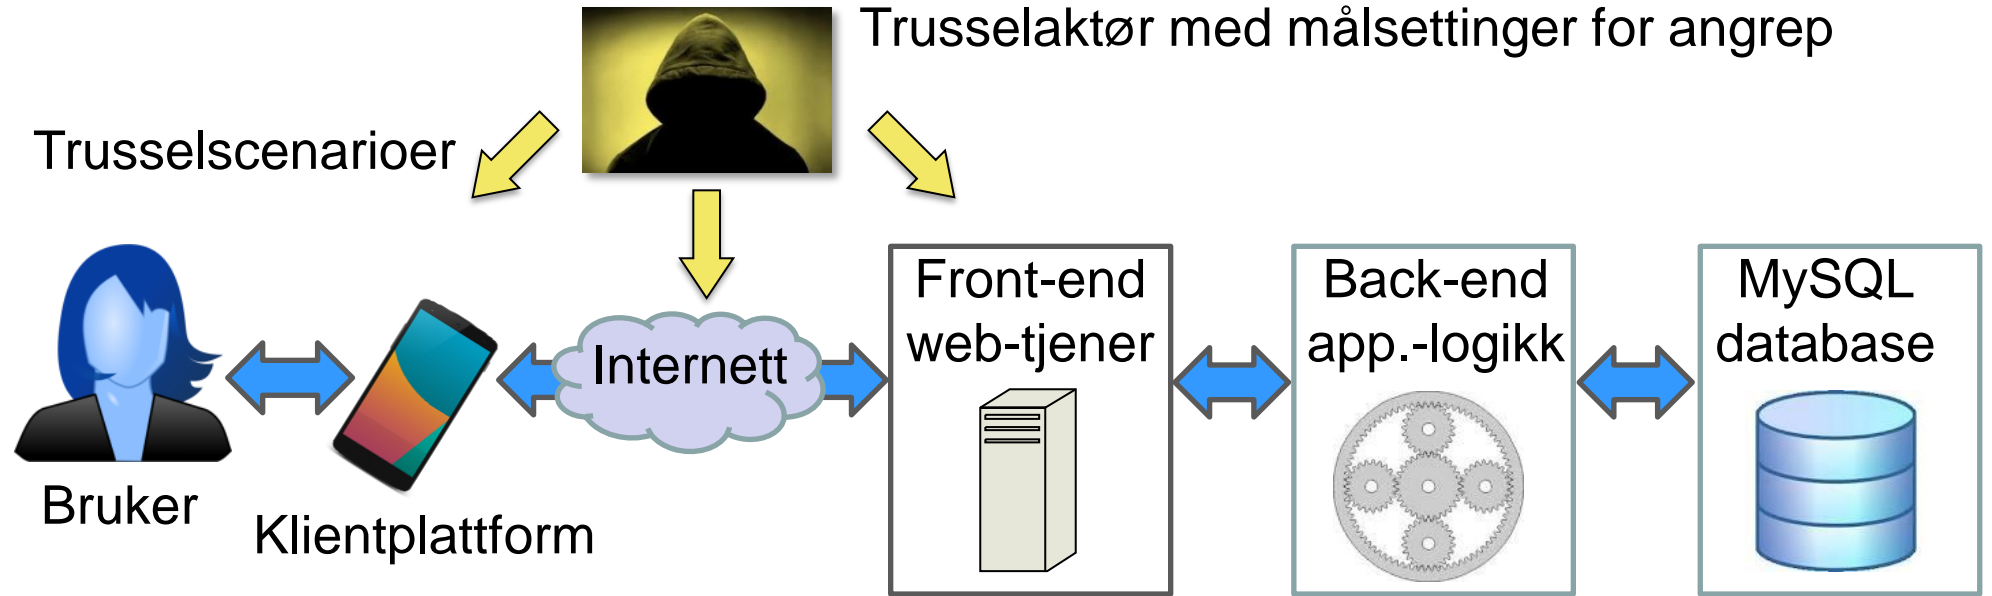 Trusselaktør med målsettinger for angrep
Trusselscenarioer
Bruker
Klientplattform
Internett
Front-end
web-tjener
Back-end
app.-logikk
MySQL
database